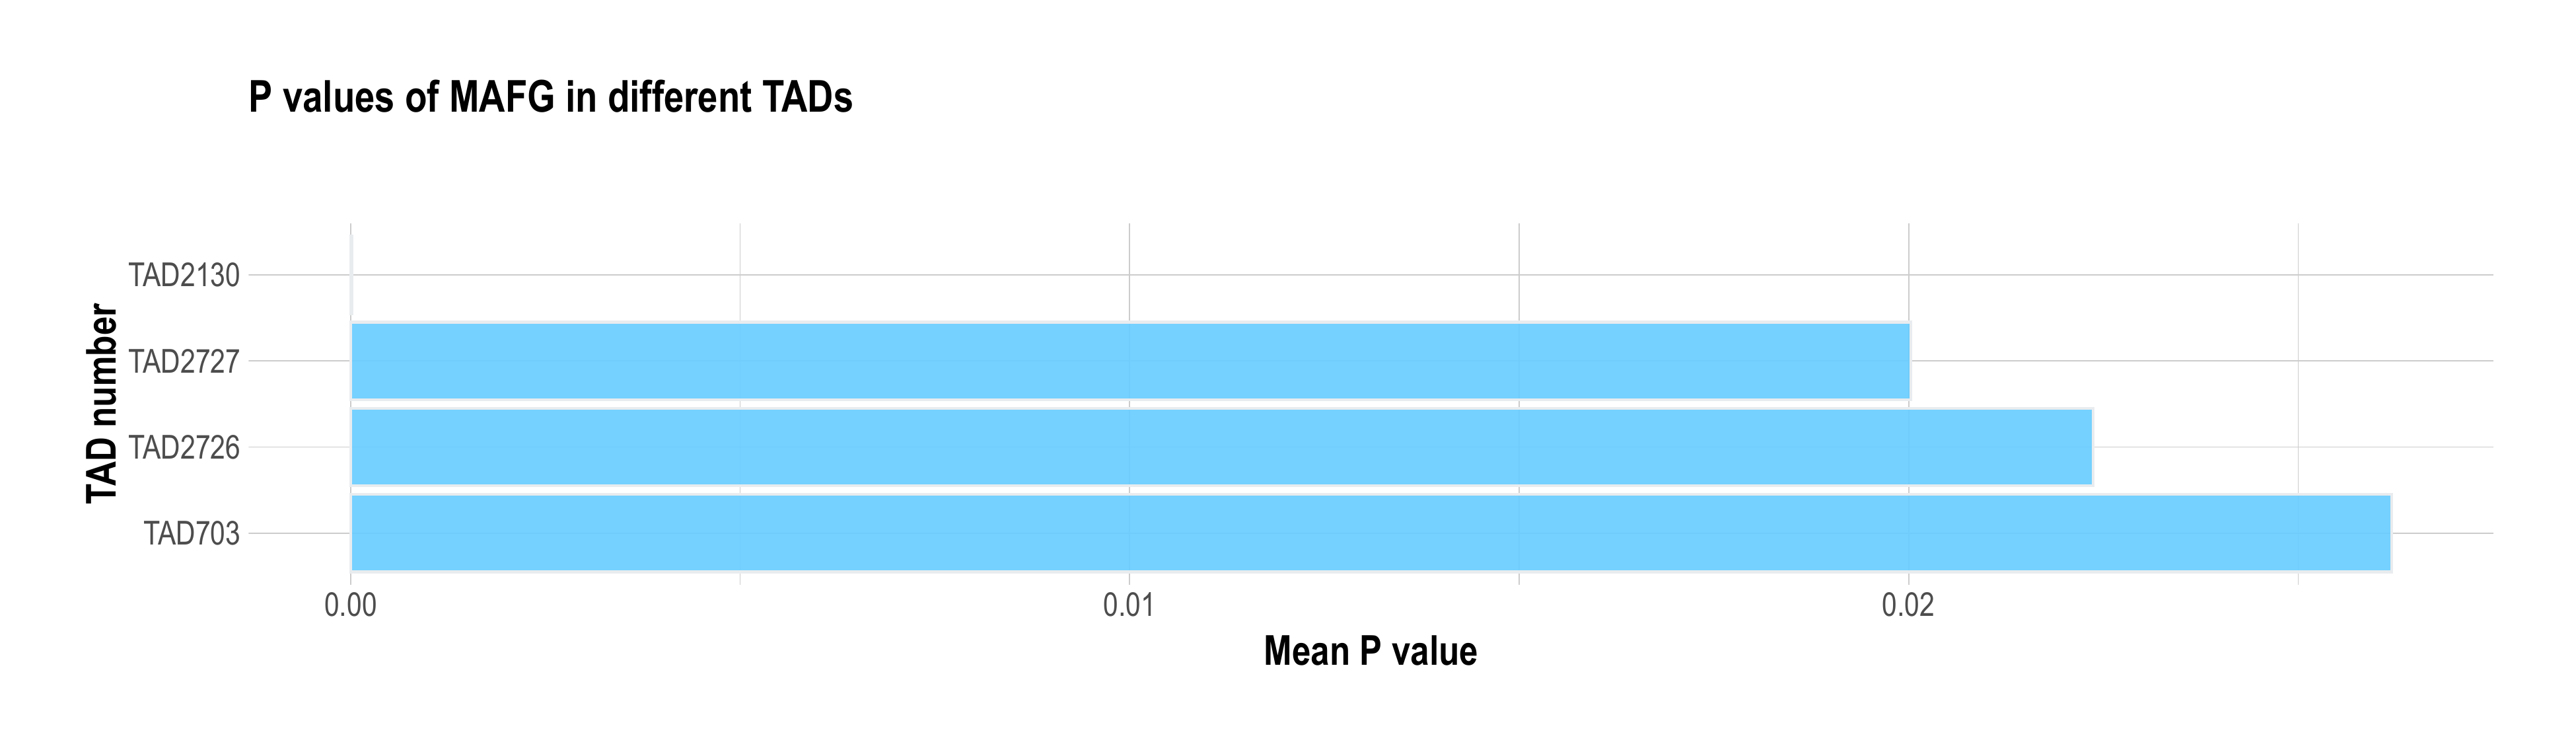 P values of MAFG in different TADs
TAD number
TAD2130
TAD2727
TAD2726
TAD703
0.00
0.01
0.02
Mean P value